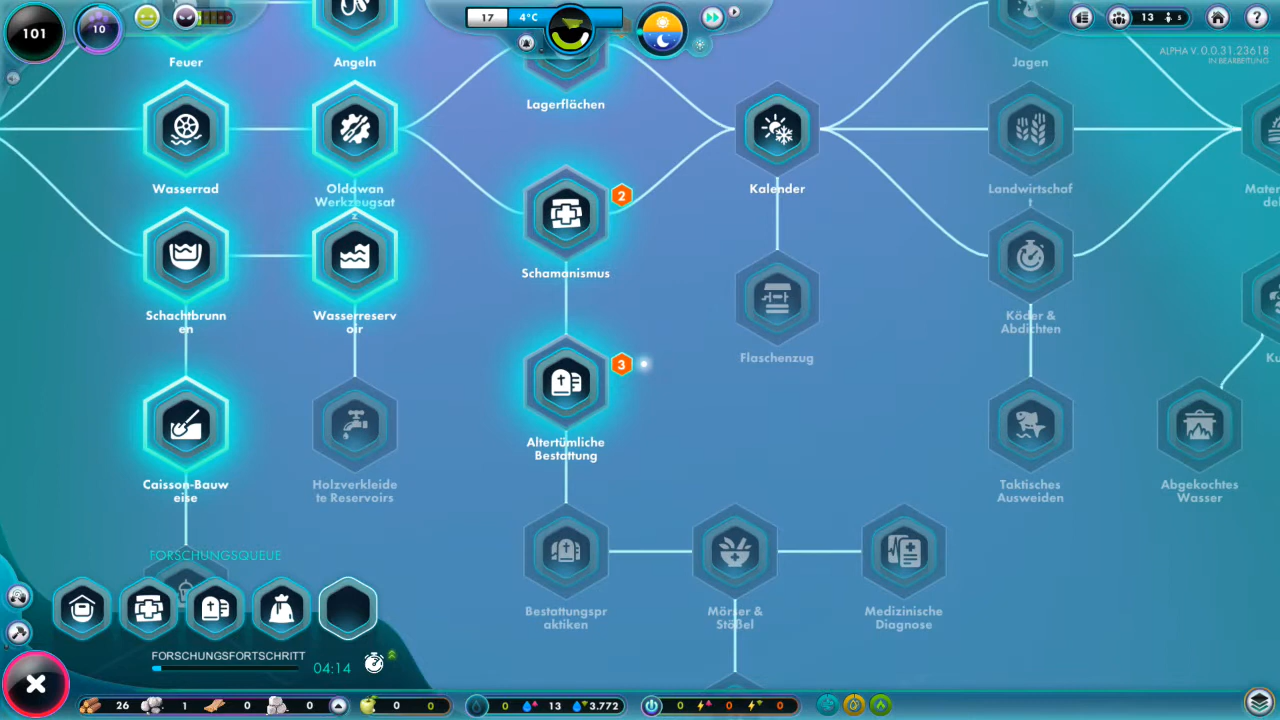 101
10
17
4°C
13
5
ALPHA V. 0.0.31.23618
IN BEARBEITUNG
Feuer
Angeln
Lagerflächen
Jagen
Wasserrad
Oldowan
Werkzeugsat
z
Kalender
Landwirtschaf
t
Mater
del
2
Schamanismus
Schachtbrunn
en
Wasserreserv
oir
Köder &
Abdichten
Flaschenzug
Ku
3
Altertümliche
Bestattung
Caisson-Bauw
eise
Holzverkleide
te Reservoirs
Taktisches
Ausweiden
Abgekochtes
Wasser
FORSCHUNGSQUEUE
Bestattungspr
aktiken
Mörser &
Stößel
Medizinische
Diagnose
FORSCHUNGSFORTSCHRITT
04:14
26
1
0
0
0
0
0
13
3.772
0
0
0